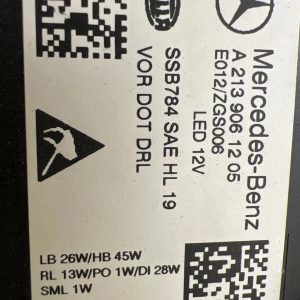 Mercedes-Benz
A 213 906 12 05
E012/ZGS006
LED 12V
SSB784 SAE HL 19
VOR DOT DRL
LB 26W/HB 45W
RL 13W/PO 1W/DI 28W
SML 1W